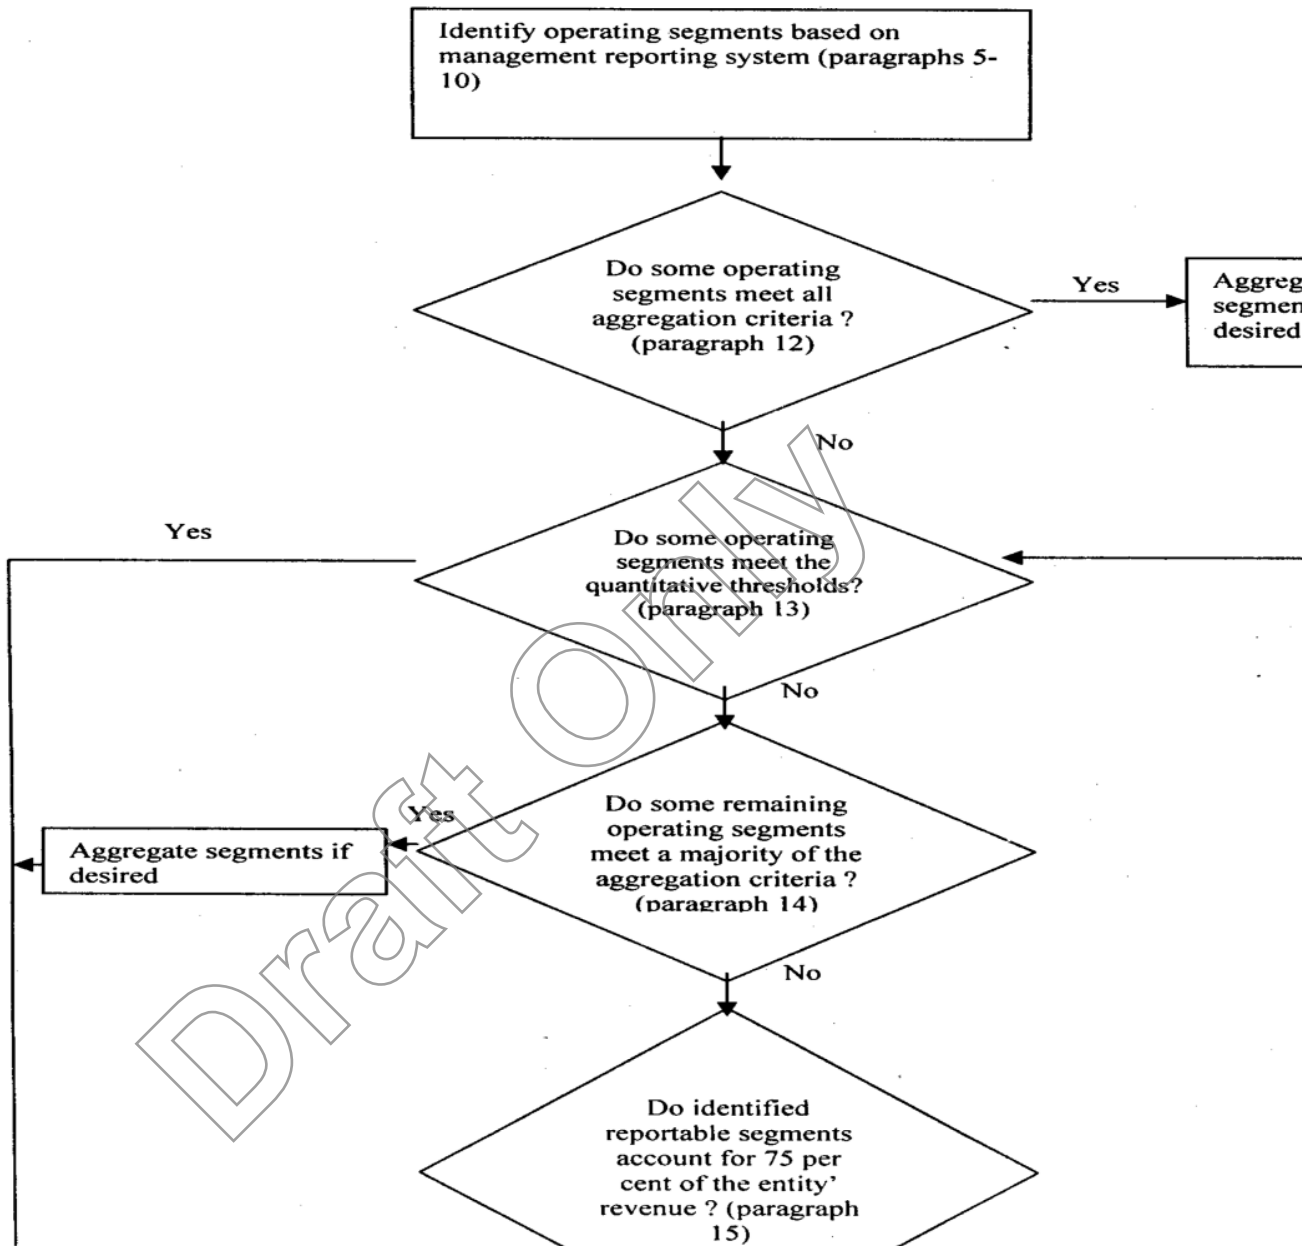 Identify operating segments based on
management reporting system (paragraphs 5-
10)
Do some operating
segments meet all
aggregation criteria ?
(paragraph 12)
Yes
Aggreg
segmen
desired
No
Do some operating
segments meet the
quantitative thresholds?
(paragraph 13)
Yes
No
Do some remaining
operating segments
meet a majority of the
aggregation criteria ?
(paragraph 14)
Yes
Aggregate segments if
desired
No
Do identified
reportable segments
account for 75 per
cent of the entity’
revenue ? (paragraph
15)
Draft Only